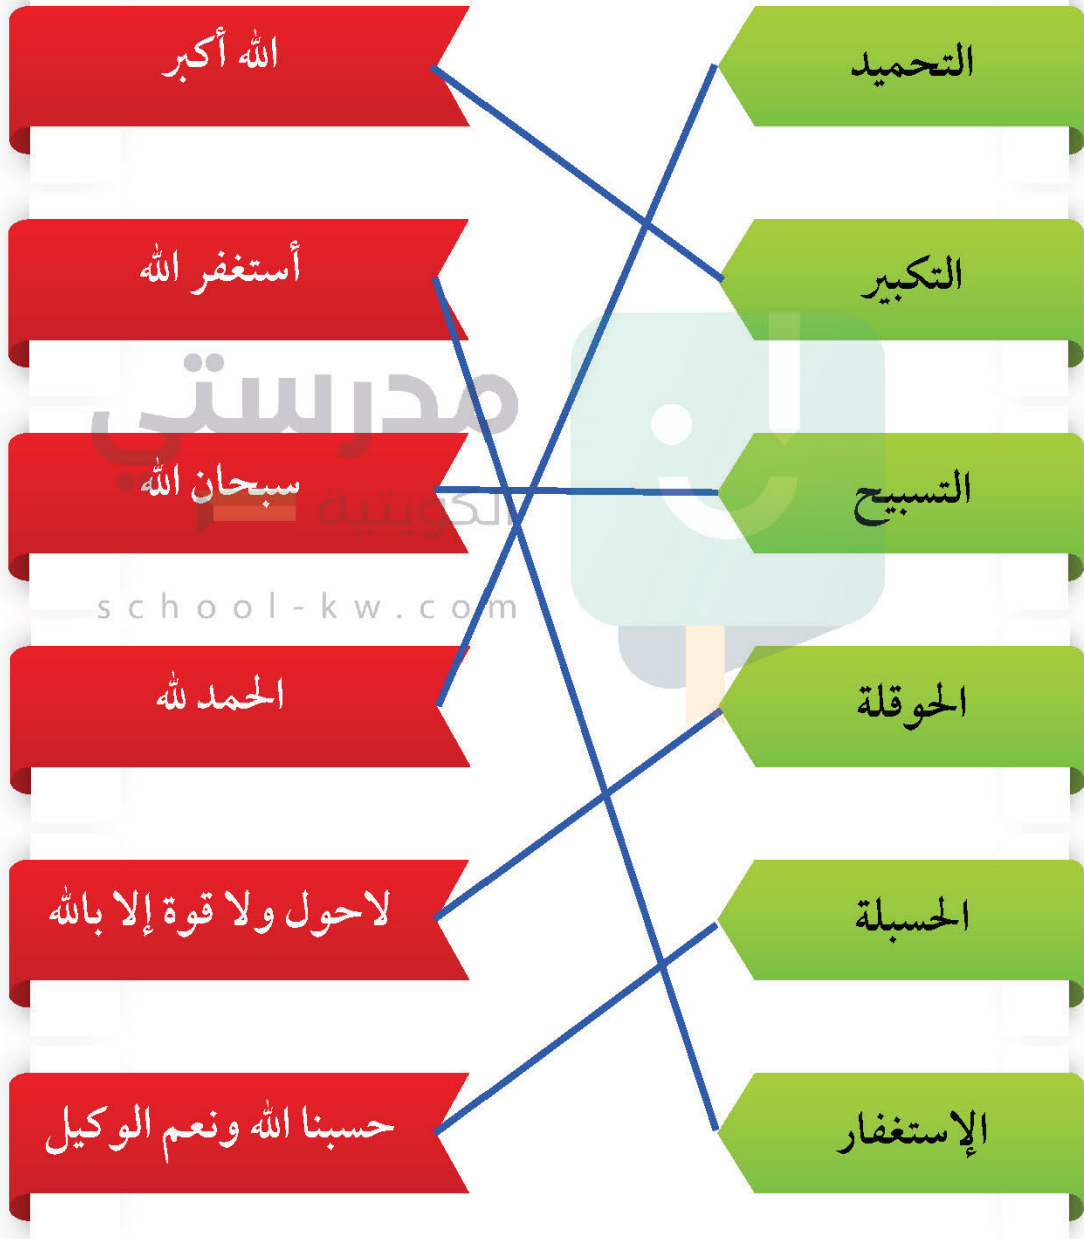 التحميد
الله أكبر
التكبير
أستغفر الله
مدرستي
التسبيح
سبحان الله
الكويتية
school-kw.com
الحوقلة
الحمد لله
الحسبلة
لاحول ولا قوة إلا بالله
الإستغفار
حسبنا الله ونعم الوكيل